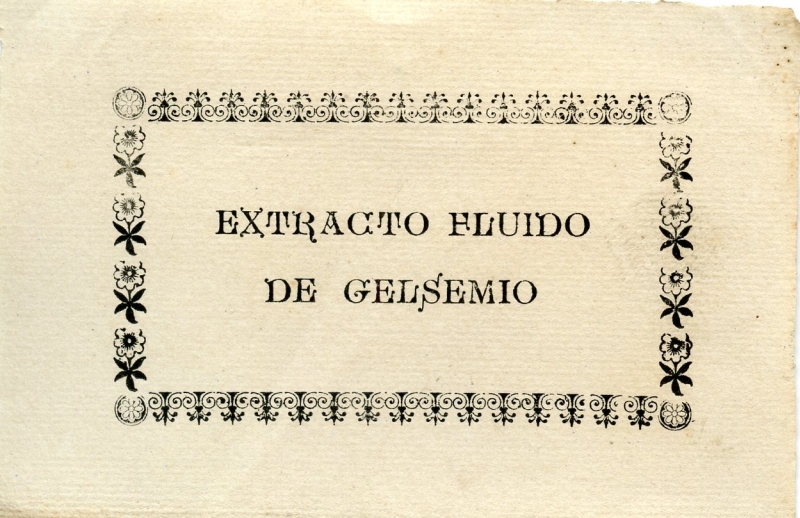 EXTRACTO FLUIDO
DE GELSEMIO